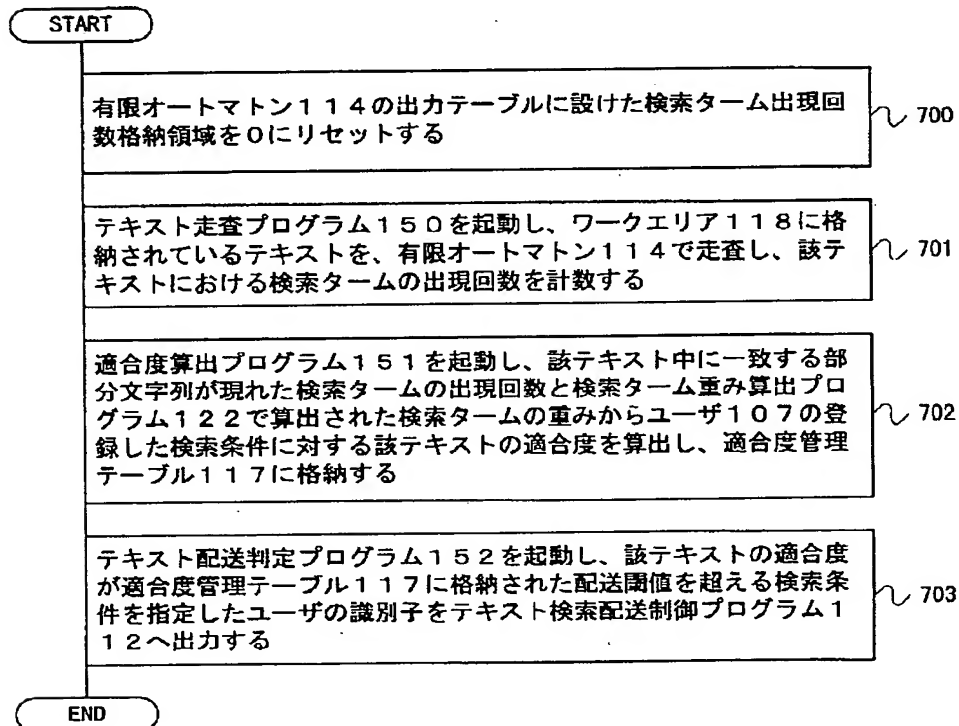 START
有限オートマトン１１４の出力テーブルに設けた検索ターム出現回
数格納領域を０にリセットする
700
テキスト走査プログラム１５０を起動し、ワークエリア１１８に格
納されているテキストを、有限オートマトン１１４で走査し、該テ
キストにおける検索タームの出現回数を計数する
701
適合度算出プログラム１５１を起動し、該テキスト中に一致する部
分文字列が現れた検索タームの出現回数と検索ターム重み算出プロ
グラム１２２で算出された検索タームの重みからユーザ１０７の登
録した検索条件に対する該テキストの適合度を算出し、適合度管理
テーブル１１７に格納する
702
テキスト配送判定プログラム１５２を起動し、該テキストの適合度
が適合度管理テーブル１１７に格納された配送閾値を超える検索条
件を指定したユーザの識別子をテキスト検索配送制御プログラム１
１２へ出力する
703
END